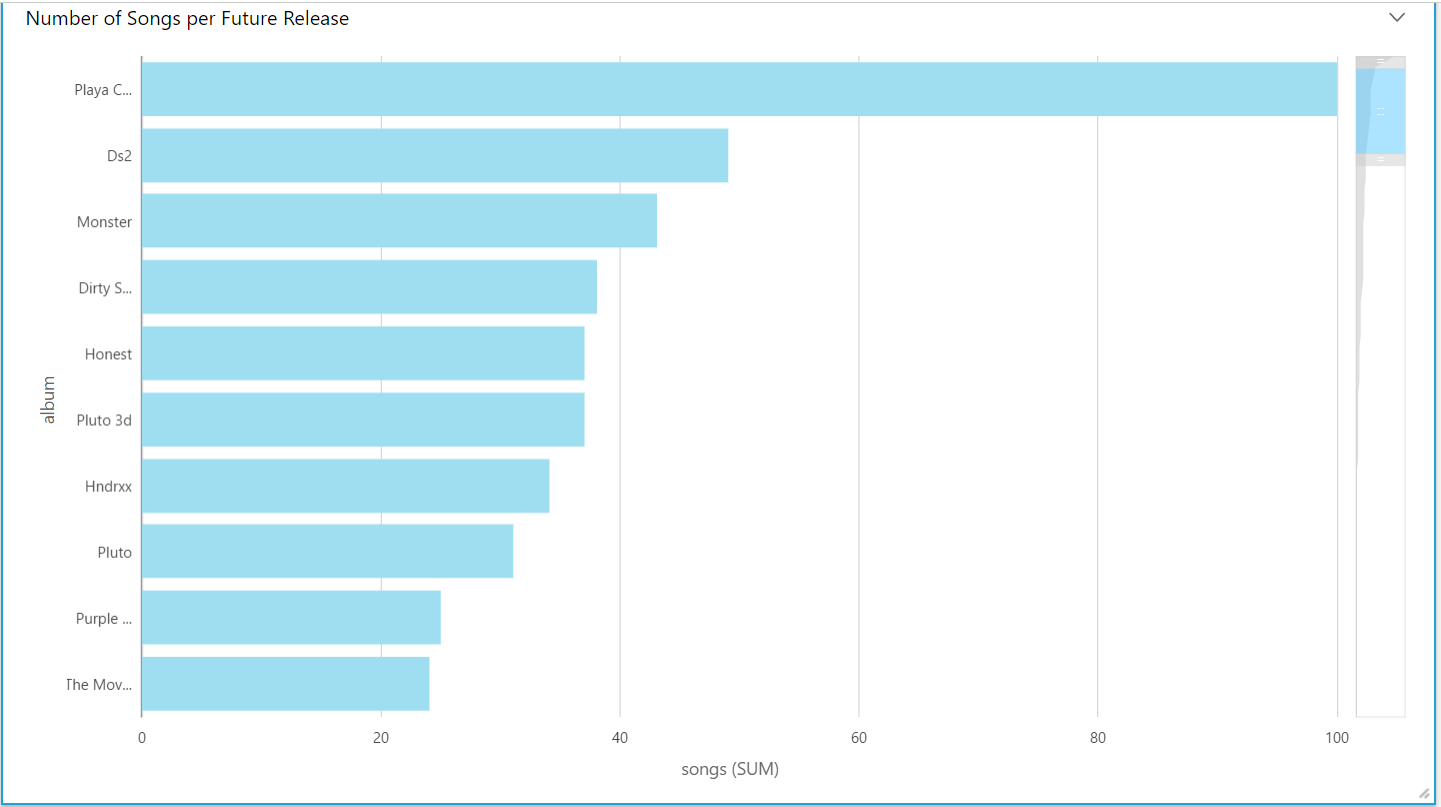 Number of Songs per Future Release
Playa C...
Ds2
Monster
Dirty S...
Honest
album
Pluto 3d
Hndrxx
Pluto
Purple ...
The Mov...
0 20 40 60 80 100
songs (SUM)